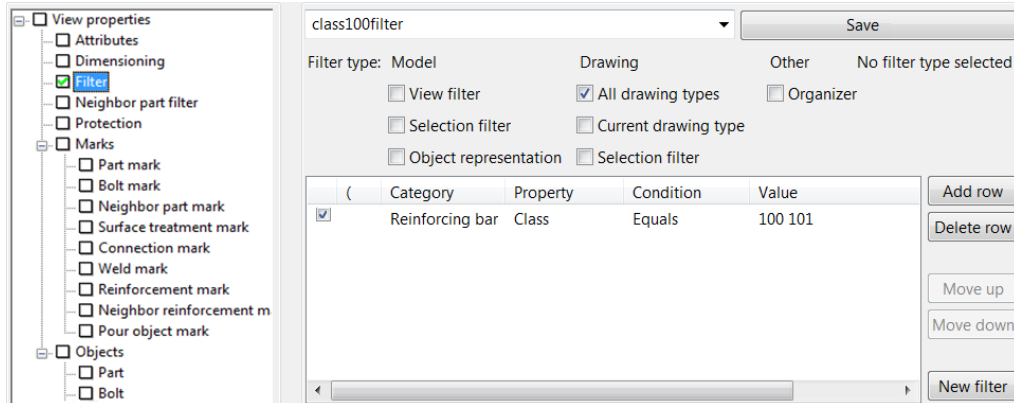 View properties
Attributes
Dimensioning
Filter
Neighbor part filter
Protection
Marks
Part mark
Bolt mark
Neighbor part mark
Surface treatment mark
Connection mark
Weld mark
Reinforcement mark
Neighbor reinforcement m
Pour object mark
Objects
Part
Bolt
class100filter Save
Filter type: Model Drawing Other No filter type selected
View filter All drawing types Organizer
Selection filter Current drawing type
Object representation Selection filter
( Category Property Condition Value
Reinforcing bar Class Equals 100 101
Add row
Delete row
Move up
Move down
New filter